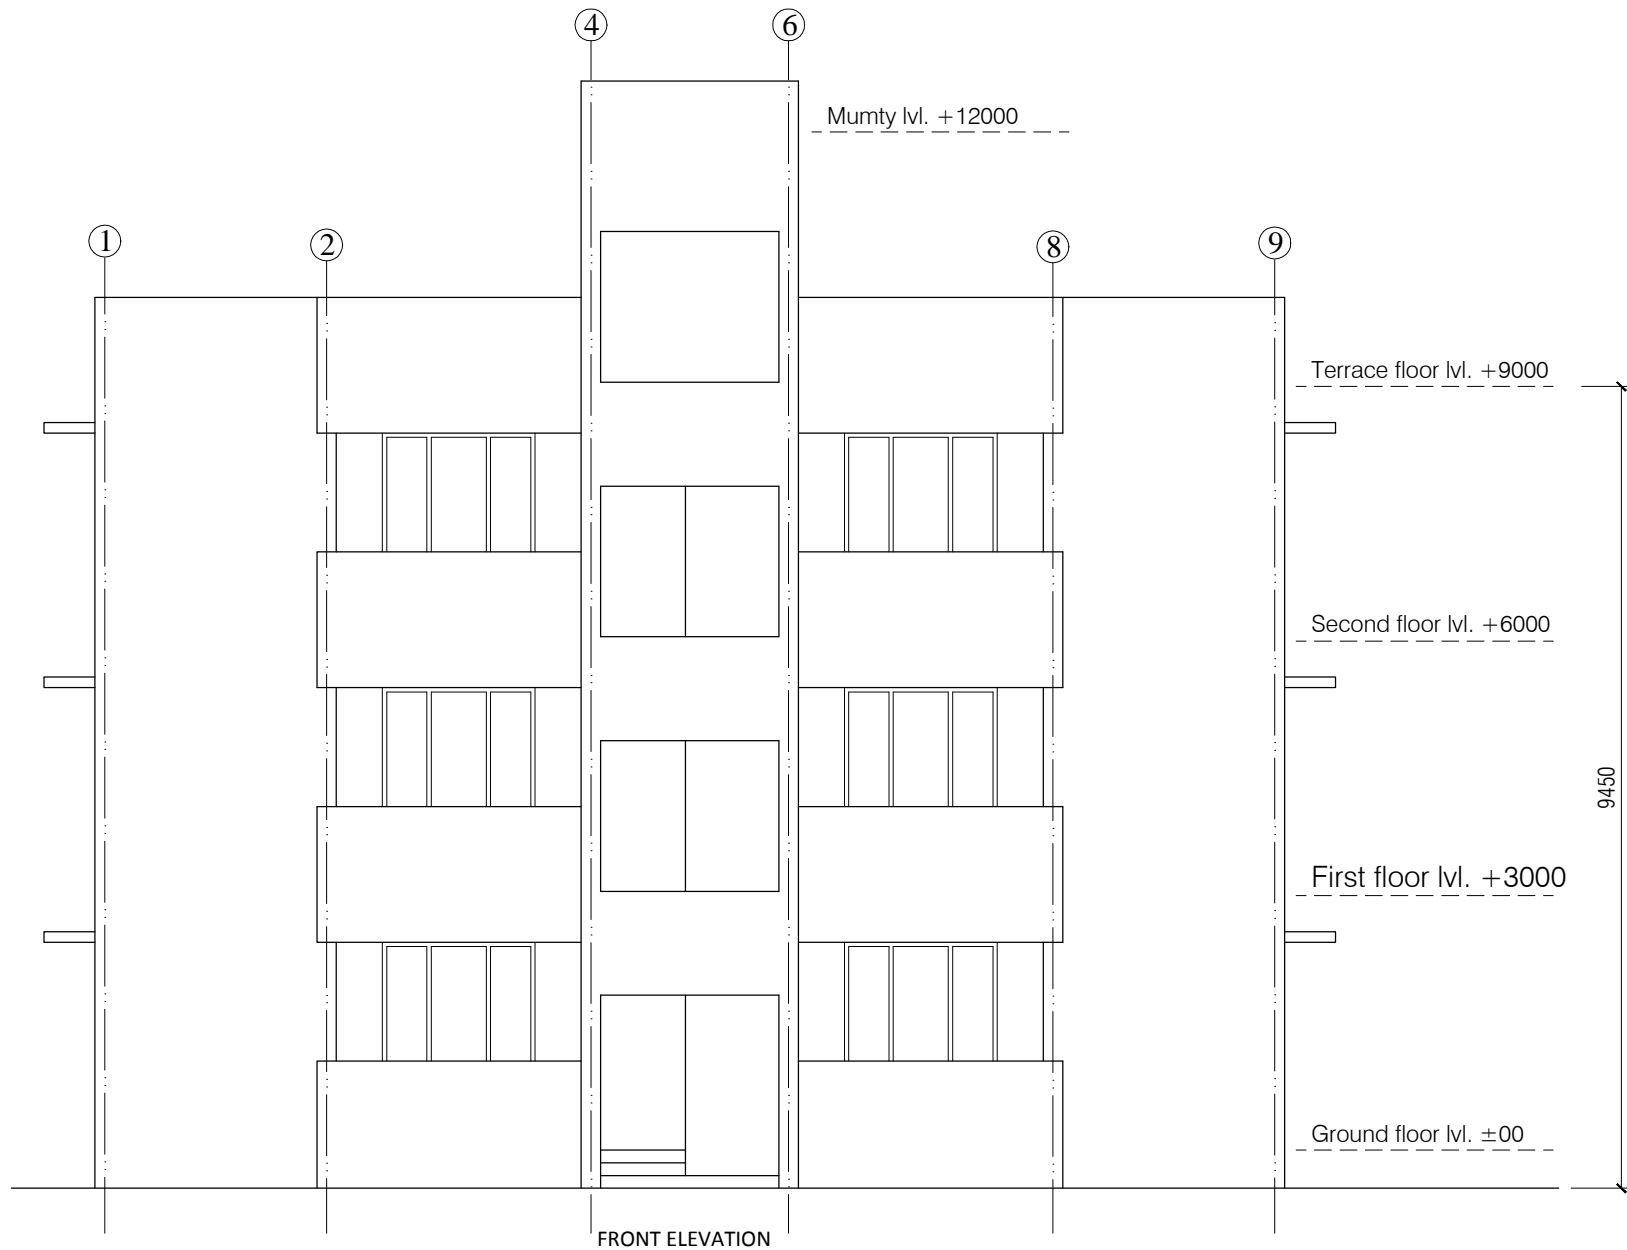 4
6
Mumty lvl. +12000
1
2
8
9
Terrace floor lvl. +9000
Second floor lvl. +6000
9450
First floor lvl. +3000
Ground floor lvl. ±00
FRONT ELEVATION